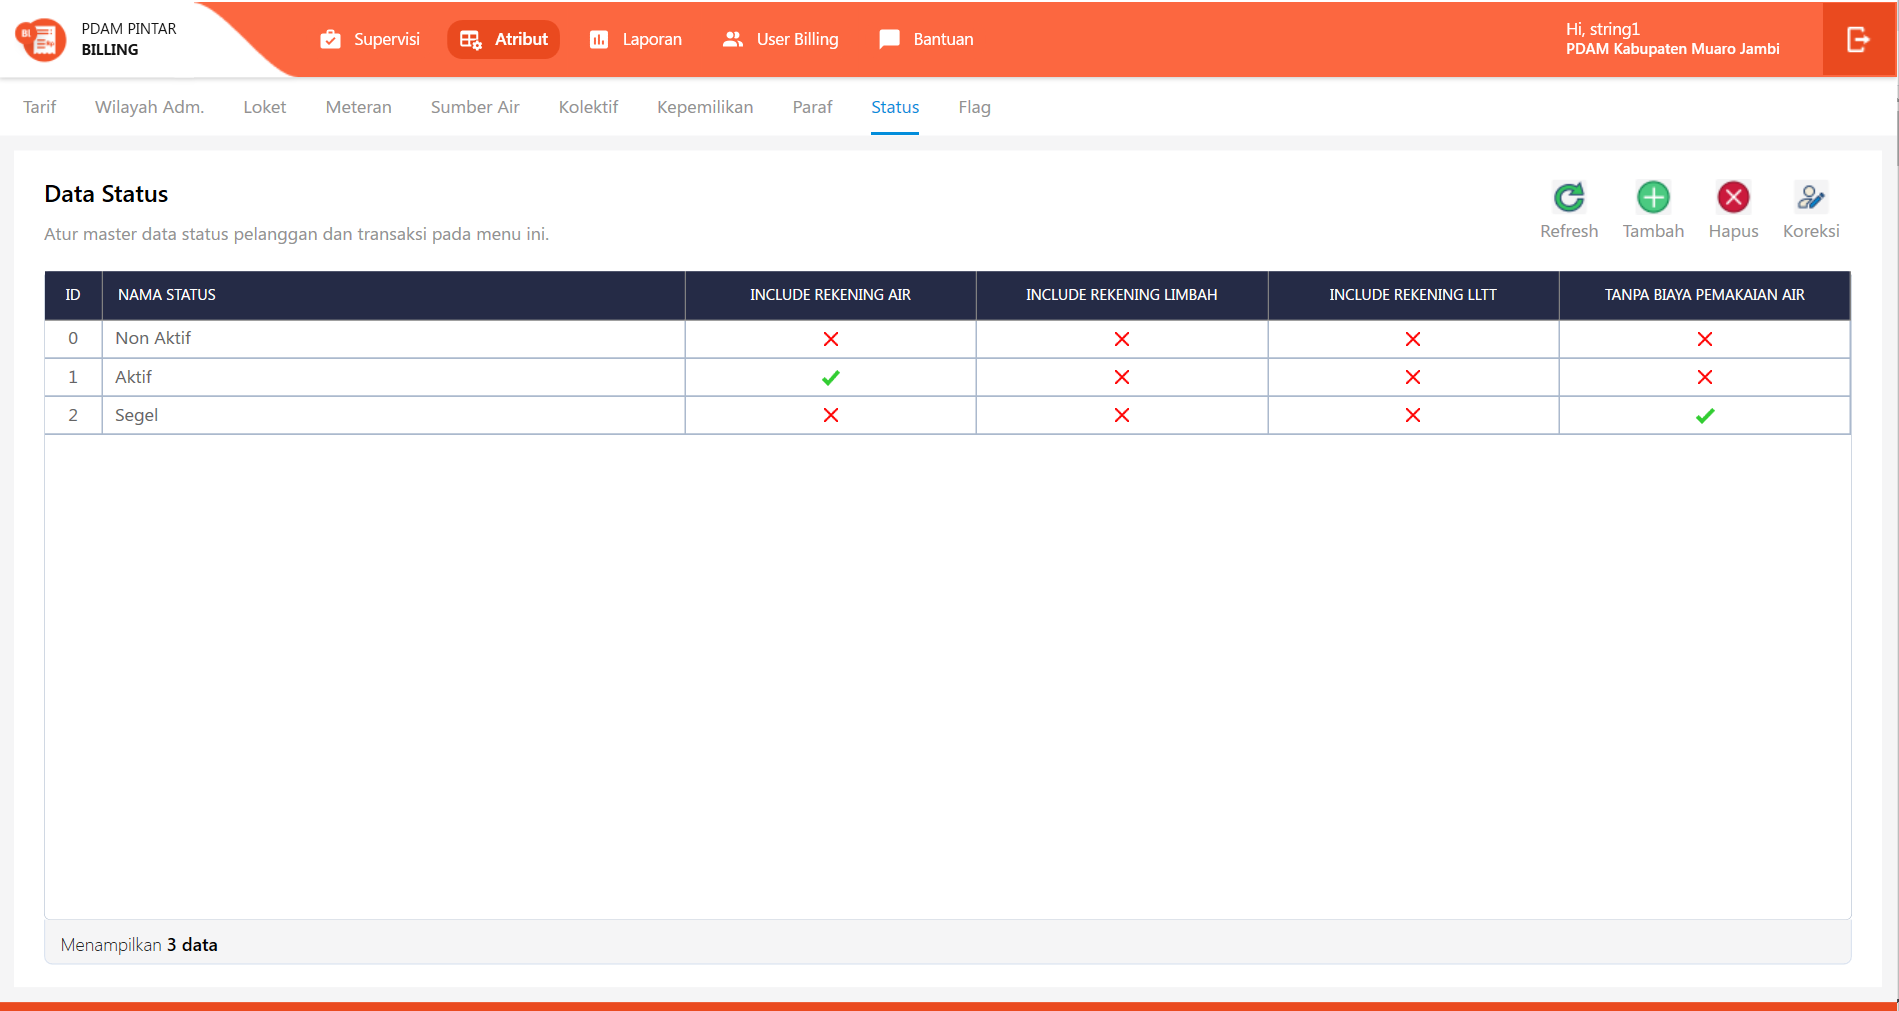 PDAM PINTAR
BILLING
Supervisi
Atribut
Laporan
User Billing
Bantuan
Hi, string1
PDAM Kabupaten Muaro Jambi
Tarif
Wilayah Adm.
Loket
Meteran
Sumber Air
Kolektif
Kepemilikan
Paraf
Status
Flag
Data Status
Atur master data status pelanggan dan transaksi pada menu ini.
Refresh
Tambah
Hapus
Koreksi
ID NAMA STATUS INCLUDE REKENING AIR INCLUDE REKENING LIMBAH INCLUDE REKENING LLTT TANPA BIAYA PEMAKAIAN AIR
0 Non Aktif
1 Aktif
2 Segel
Menampilkan 3 data